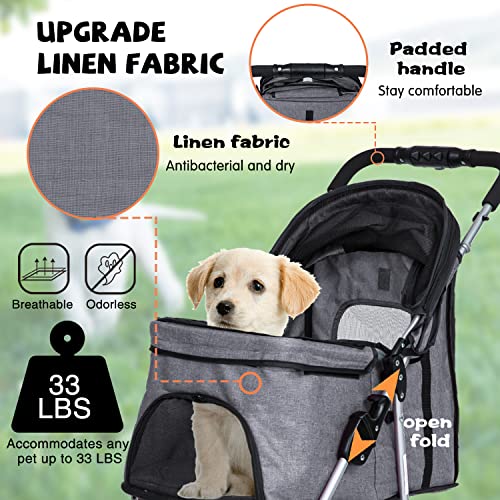 UPGRADE
LINEN FABRIC
Padded
handle
Stay comfortable
Linen fabric
Antibacterial and dry
Breathable
Odorless
33
LBS
Accommodates any
pet up to 33 LBS
open
fold